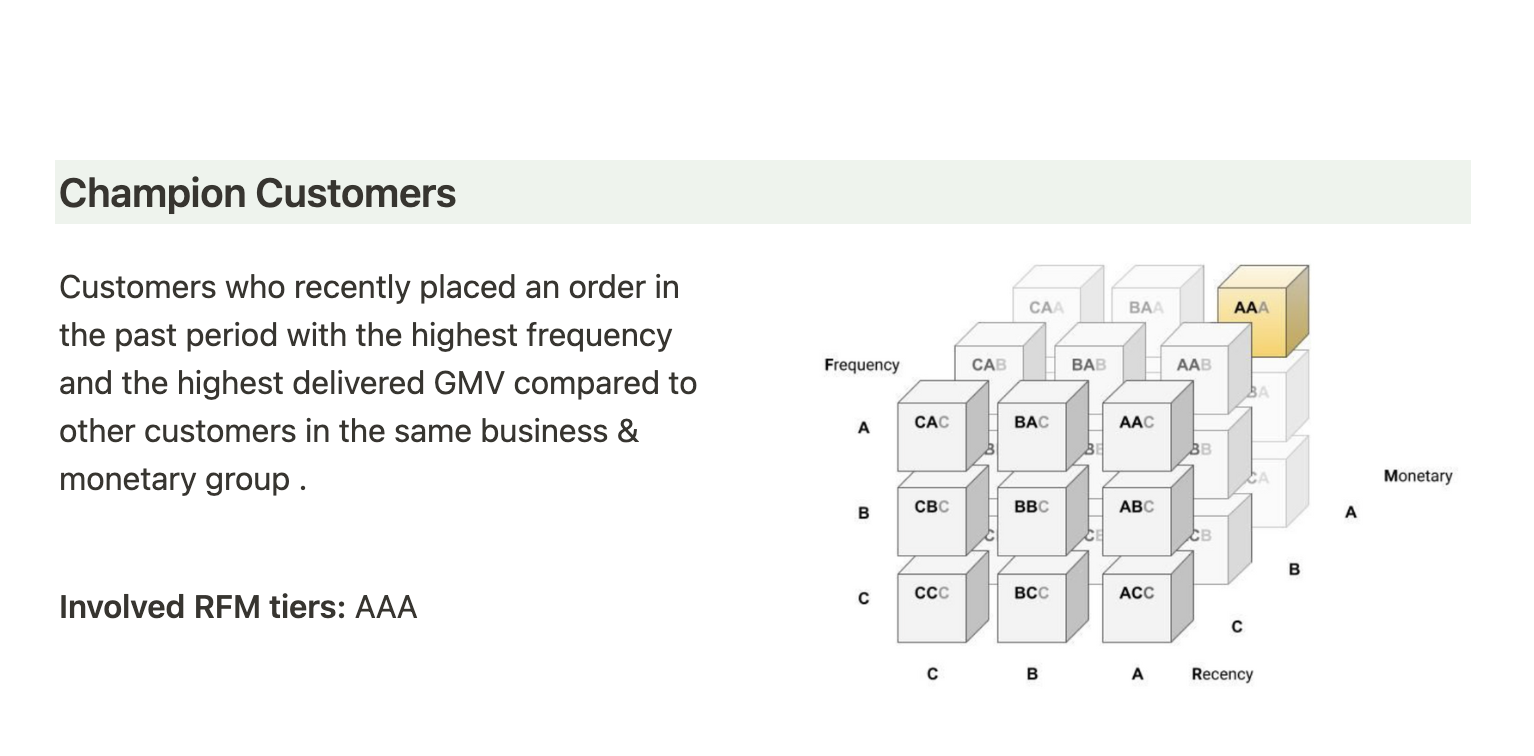 Champion Customers
Customers who recently placed an order in
the past period with the highest frequency
and the highest delivered GMV compared to
other customers in the same business &
monetary group .
Involved RFM tiers: AAA
CAA BAA AAA
Frequency
CAB BAB AAB
A
CAC BAC AAC
B
CBC BBC ABC
C
CCC BCC ACC
Monetary
A
B
C
C B A Recency